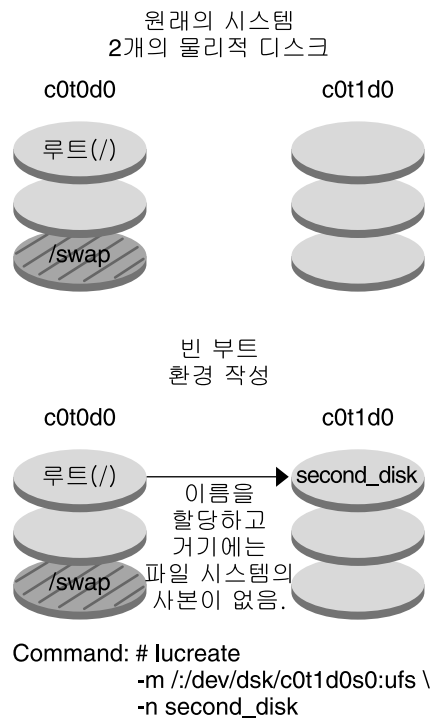 원래의 시스템
2개의 물리적 디스크
c0t0d0
c0t1d0
루트(/)
/swap
빈 부트
환경 작성
c0t0d0
c0t1d0
루트(/)
second_disk
이름을
할당하고
거기에는
파일 시스템의
사본이 없음.
/swap
Command: # lucreate
-m /:/dev/dsk/c0t1d0s0:ufs \
-n second_disk